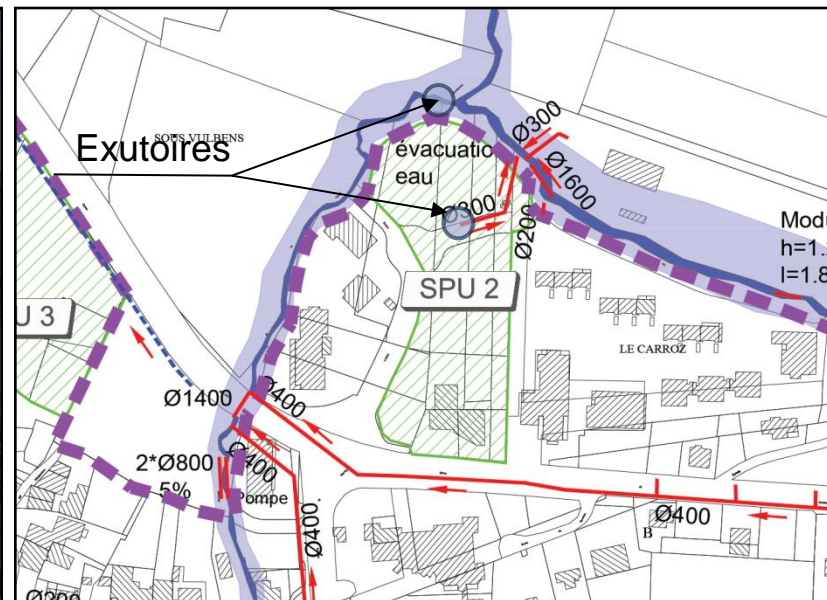 SOUS VULBENS
Exutoires
évacuatio
eau
Ø300
Ø1600
Ø300
Ø200
Modu
h=1.
l=1.8
SPU 2
U 3
LE CARROZ
Ø1400
Ø400
Ø400
2*Ø800
5%
Pompe
Ø400.
Ø400
B
Ø200